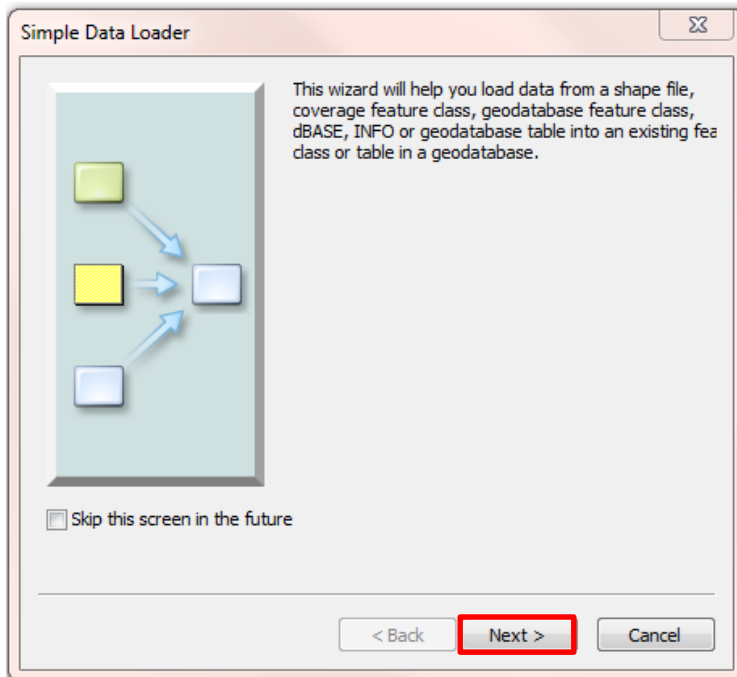 Simple Data Loader
This wizard will help you load data from a shape file,
coverage feature class, geodatabase feature class,
dBASE, INFO or geodatabase table into an existing fea
class or table in a geodatabase.
Skip this screen in the future
< Back
Next >
Cancel